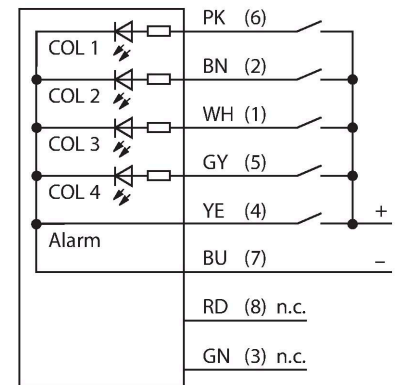 PK (6)
COL 1
BN (2)
COL 2
WH (1)
COL 3
GY (5)
COL 4
YE (4) +
Alarm
BU (7) –
RD (8) n.c.
GN (3) n.c.